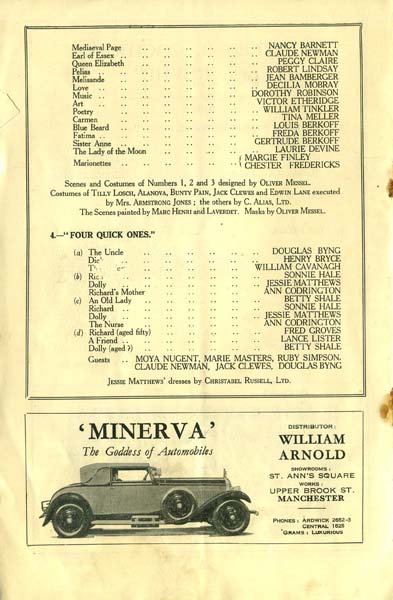 Mediaeval Page .. .. .. .. .. NANCY BARNETT
Earl of Essex .. .. .. .. .. .. CLAUDE NEWMAN
Queen Elizabeth .. .. .. .. .. PEGGY CLAIRE
Pelias .. .. .. .. .. .. ROBERT LINDSAY
Melisande .. .. .. .. .. JEAN BAMBERGER
Love .. .. .. .. .. .. DECILIA MOBRAY
Music .. .. .. .. .. DOROTHY ROBINSON
Art .. .. .. .. .. .. VICTOR ETHERIDGE
Poetry .. .. .. .. .. WILLIAM TINKLER
Carmen .. .. .. .. .. TINA MELLER
Blue Beard .. .. .. .. .. LOUIS BERKOFF
Fatima .. .. .. .. .. .. FREDA BERKOFF
Sister Anne .. .. .. .. .. GERTRUDE BERKOFF
The Lady of the Moon .. .. .. .. LAURIE DEVINE
Marionettes .. .. .. .. .. { MARGIE FINLEY
CHESTER FREDERICKS
Scenes and Costumes of Numbers 1, 2 and 3 designed by OLIVER MESSEL.
Costumes of TILLY LOSCH, ALANOVA, BUNTY PAIN, JACK CLEWES and EDWIN LANE executed
by Mrs. ARMSTRONG JONES; the others by C. ALIAS, LTD.
The Scenes painted by MARC HENRI and LAVERDET. Masks by OLIVER MESSEL.
4.—"FOUR QUICK ONES."
(a) The Uncle .. .. .. .. DOUGLAS BYNG
.. .. .. .. HENRY BRYCE
.. .. .. .. WILLIAM CAVANAGH
(b) .. .. .. .. SONNIE HALE
Dolly .. .. .. .. JESSIE MATTHEWS
Richard's Mother .. .. .. .. ANN CODRINGTON
(c) An Old Lady .. .. .. .. BETTY SHALE
Richard .. .. .. .. SONNIE HALE
Dolly .. .. .. .. JESSIE MATTHEWS
The Nurse .. .. .. .. ANN CODRINGTON
(d) Richard (aged fifty) .. .. .. .. FRED GROVES
A Friend .. .. .. .. LANCE LISTER
Dolly (aged ?) .. .. .. .. BETTY SHALE
Guests .. MOYA NUGENT, MARIE MASTERS, RUBY SIMPSON,
CLAUDE NEWMAN, JACK CLEWES, DOUGLAS BYNG
JESSIE MATTHEWS' dresses by CHRISTABEL RUSSELL, LTD.
'MINERVA'
The Goddess of Automobiles
DISTRIBUTOR:
WILLIAM
ARNOLD
SHOWROOMS:
ST. ANN'S SQUARE
WORKS:
UPPER BROOK ST.
MANCHESTER
PHONES: ARDWICK 2652-3
CENTRAL 1625
'GRAMS: LUXURIOUS